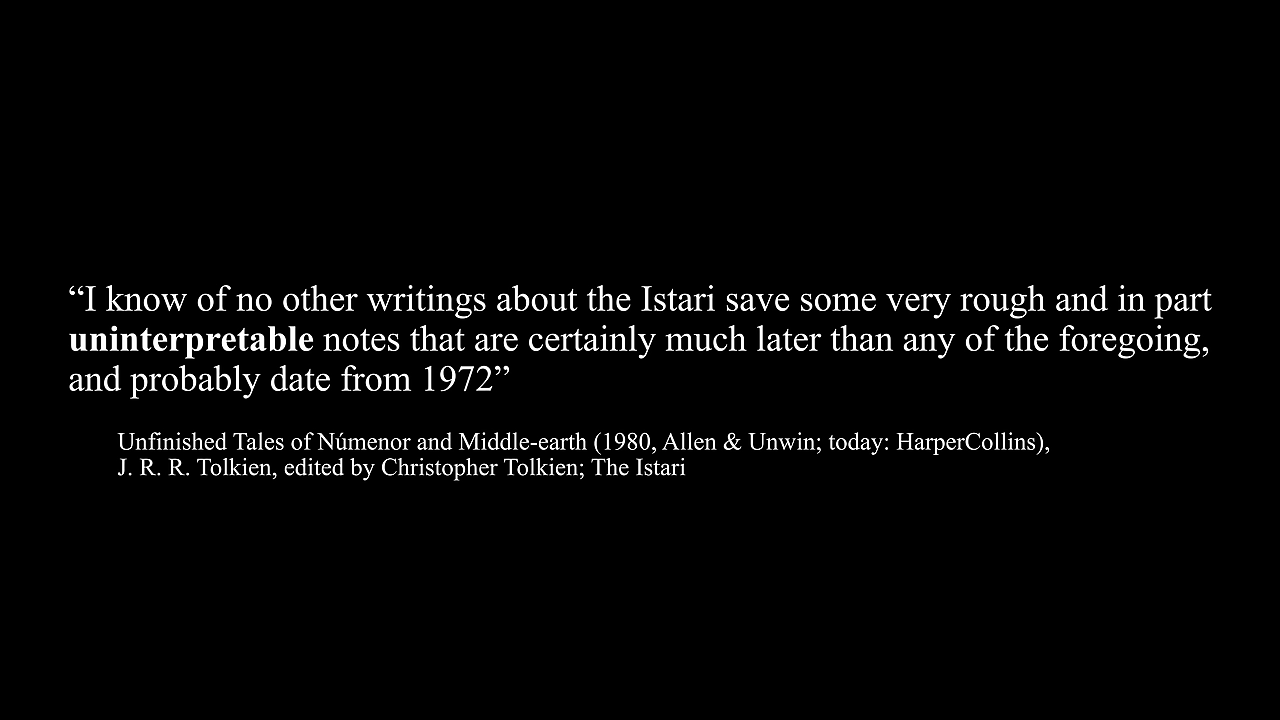 “I know of no other writings about the Istari save some very rough and in part
uninterpretable notes that are certainly much later than any of the foregoing,
and probably date from 1972”
Unfinished Tales of Númenor and Middle-earth (1980, Allen & Unwin; today: HarperCollins),
J. R. R. Tolkien, edited by Christopher Tolkien; The Istari